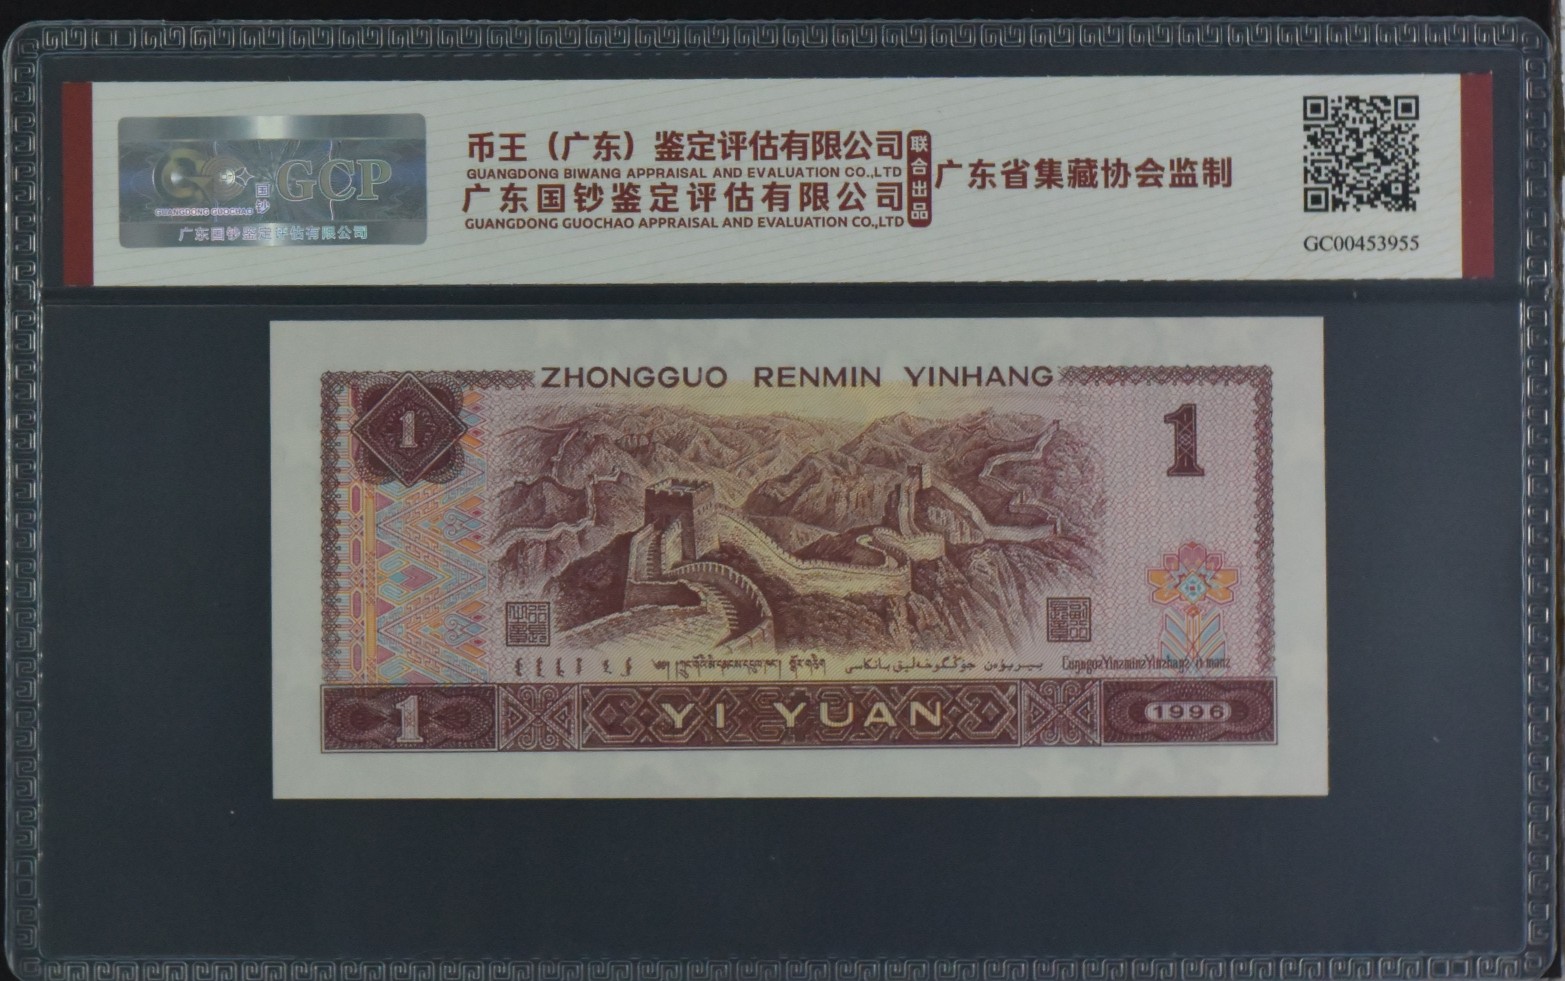 国钞
GCP
GUANGDONG GUOCHAO
广东国钞鉴定评估有限公司
币王（广东）鉴定评估有限公司
GUANGDONG BIWANG APPRAISAL AND EVALUATION CO.,LTD
广东国钞鉴定评估有限公司
GUANGDONG GUOCHAO APPRAISAL AND EVALUATION CO.,LTD
联合出品
广东省集藏协会监制
GC00453955
ZHONGGUO RENMIN YINHANG
1
1
1
YI YUAN
1996